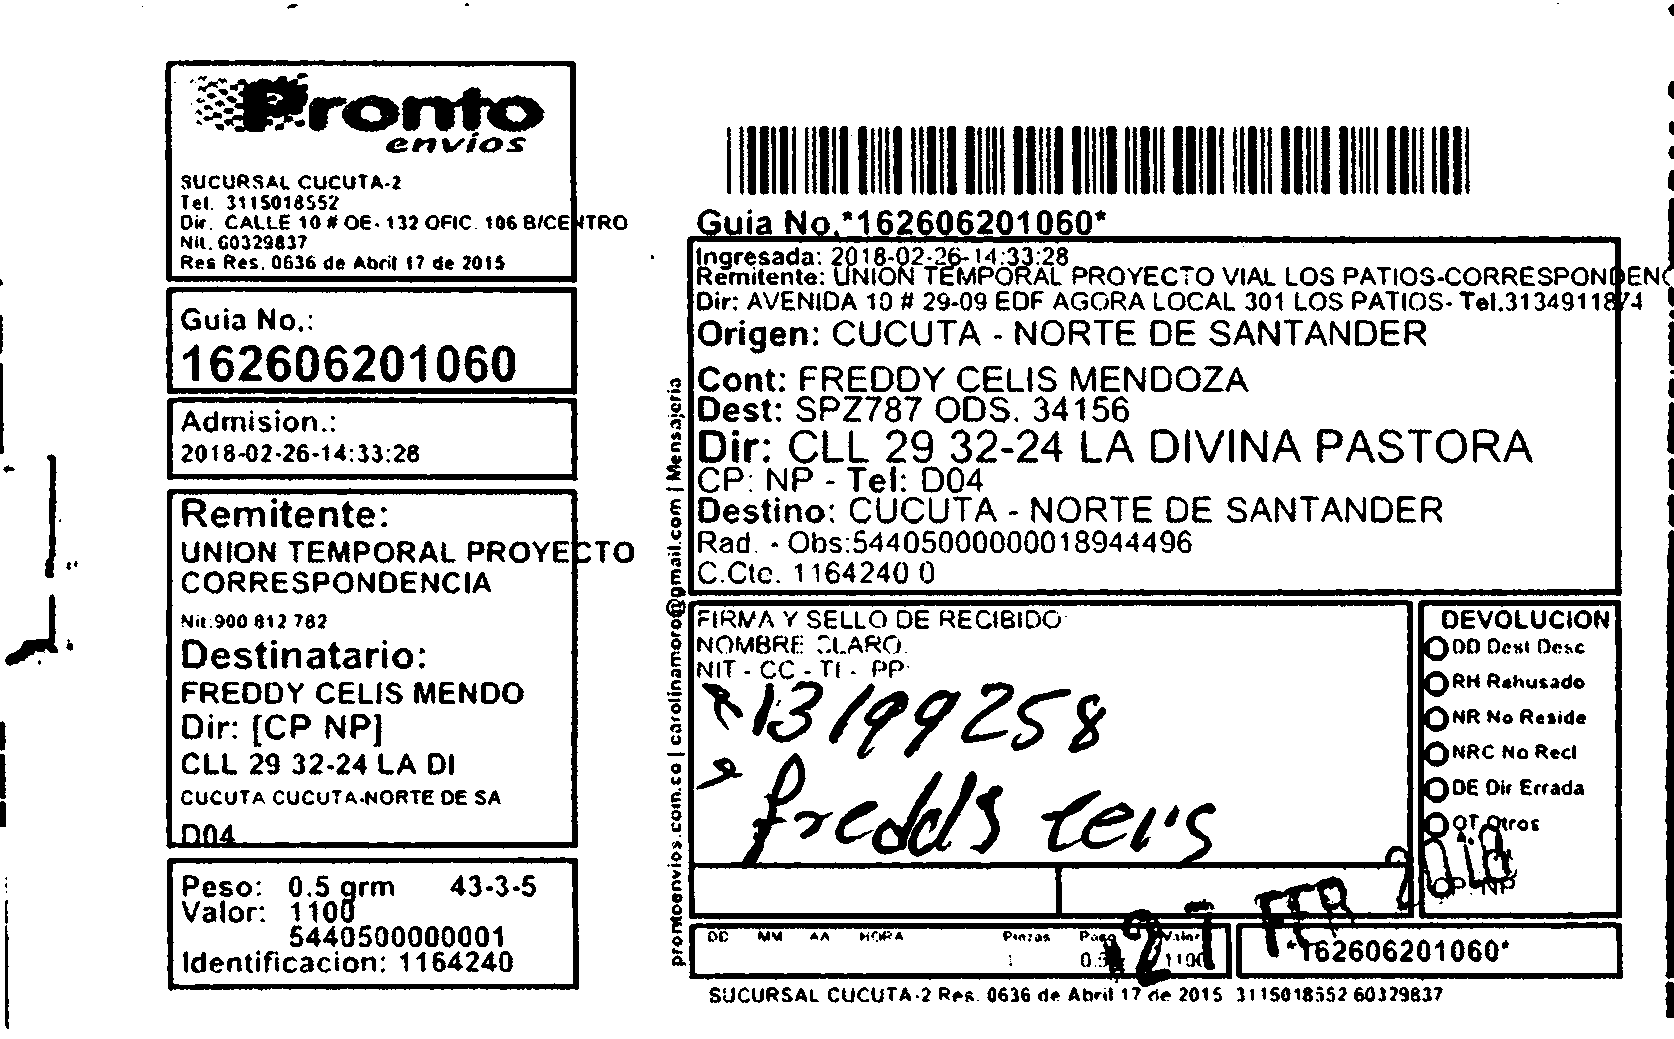 Pronto
envios
SUCURSAL CUCUTA-2
Tel. 3115018552
Dir. CALLE 10 # OE- 132 OFIC. 106 B/CENTRO
Nit. 60329837
Res Res. 0636 de Abril 17 de 2015
Guia No.:
162606201060
Admision.:
2018-02-26-14:33:28
Remitente:
UNION TEMPORAL PROYECTO
CORRESPONDENCIA
Nit.900 812 782
Destinatario:
FREDDY CELIS MENDO
Dir: [CP NP]
CLL 29 32-24 LA DI
CUCUTA CUCUTA-NORTE DE SA
D04
Peso: 0.5 grm 43-3-5
Valor: 1100
5440500000001
Identificacion: 1164240
prontoenvios.com.co | carolinamoro@gmail.com | Mensajeria
Guia No.*162606201060*
Ingresada: 2018-02-26-14:33:28
Remitente: UNION TEMPORAL PROYECTO VIAL LOS PATIOS-CORRESPONDENC
Dir: AVENIDA 10 # 29-09 EDF AGORA LOCAL 301 LOS PATIOS- Tel.3134911874
Origen: CUCUTA - NORTE DE SANTANDER
Cont: FREDDY CELIS MENDOZA
Dest: SPZ787 ODS. 34156
Dir: CLL 29 32-24 LA DIVINA PASTORA
CP: NP - Tel: D04
Destino: CUCUTA - NORTE DE SANTANDER
Rad. - Obs:54405000000018944496
C.Cte. 1164240 0
FIRMA Y SELLO DE RECIBIDO
NOMBRE CLARO
NIT - CC - TI - PP
13199258
DEVOLUCION
DD Dest Desc
RH Rehusado
NR No Reside
NRC No Recl
DE Dir Errada
OT Otros
27 FEB 2018
DD MM AA HORA Piezas Peso Valor
1 0.5 1100
*162606201060*
SUCURSAL CUCUTA-2 Res. 0636 de Abril 17 de 2015 3115018552 60329837